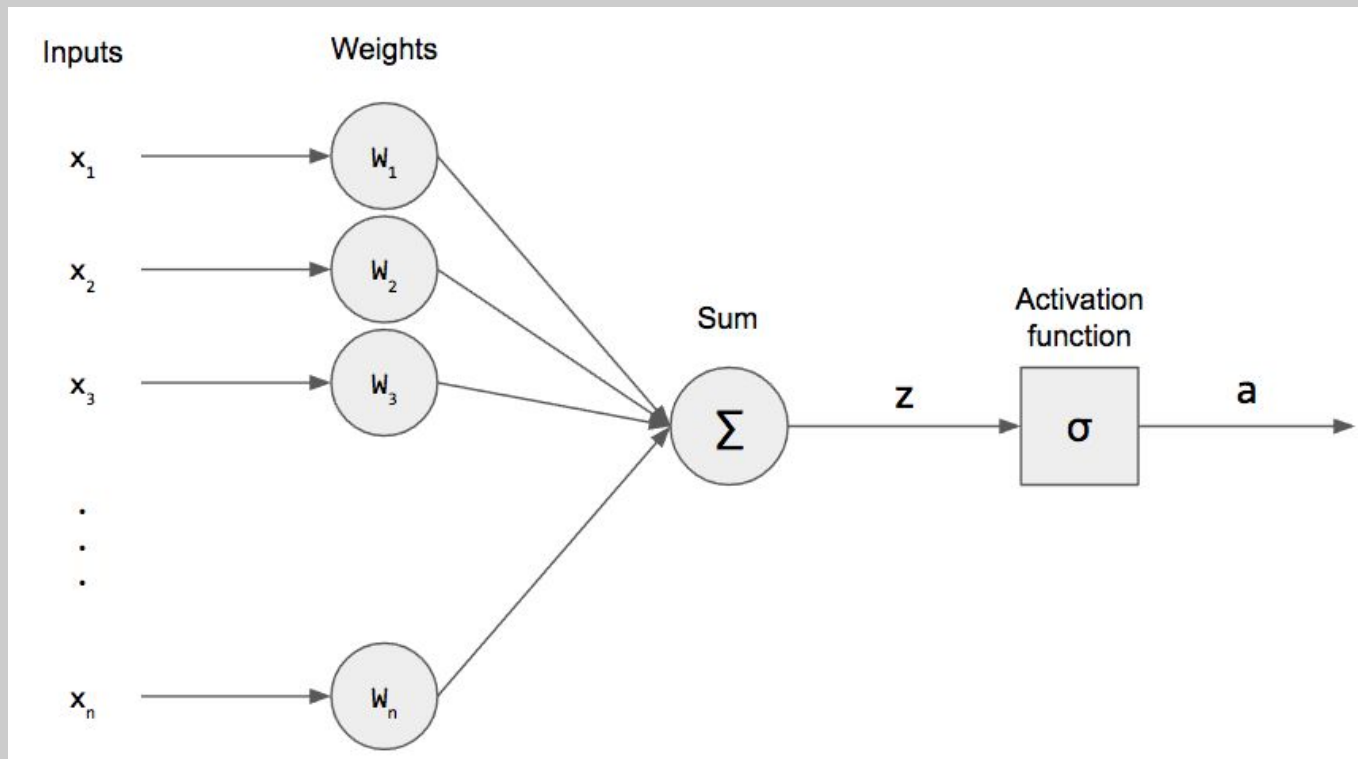 Inputs
Weights
x₁
W₁
x₂
W₂
x₃
W₃
.
.
.
xₙ
Wₙ
Sum
Σ
z
Activation
function
σ
a